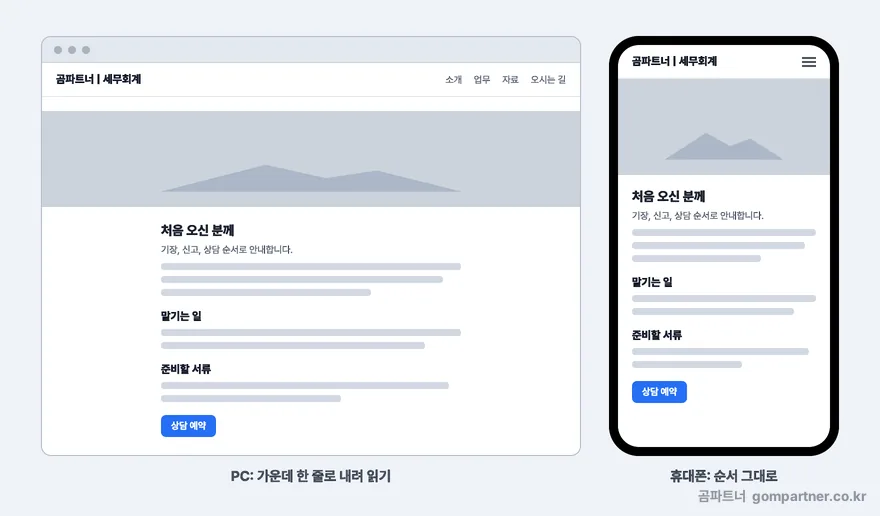 곰파트너 | 세무회계
소개 업무 자료 오시는 길
처음 오신 분께
기장, 신고, 상담 순서로 안내합니다.
맡기는 일
준비할 서류
상담 예약
PC: 가운데 한 줄로 내려 읽기
곰파트너 | 세무회계
처음 오신 분께
기장, 신고, 상담 순서로 안내합니다.
맡기는 일
준비할 서류
상담 예약
휴대폰: 순서 그대로
곰파트너 gompartner.co.kr